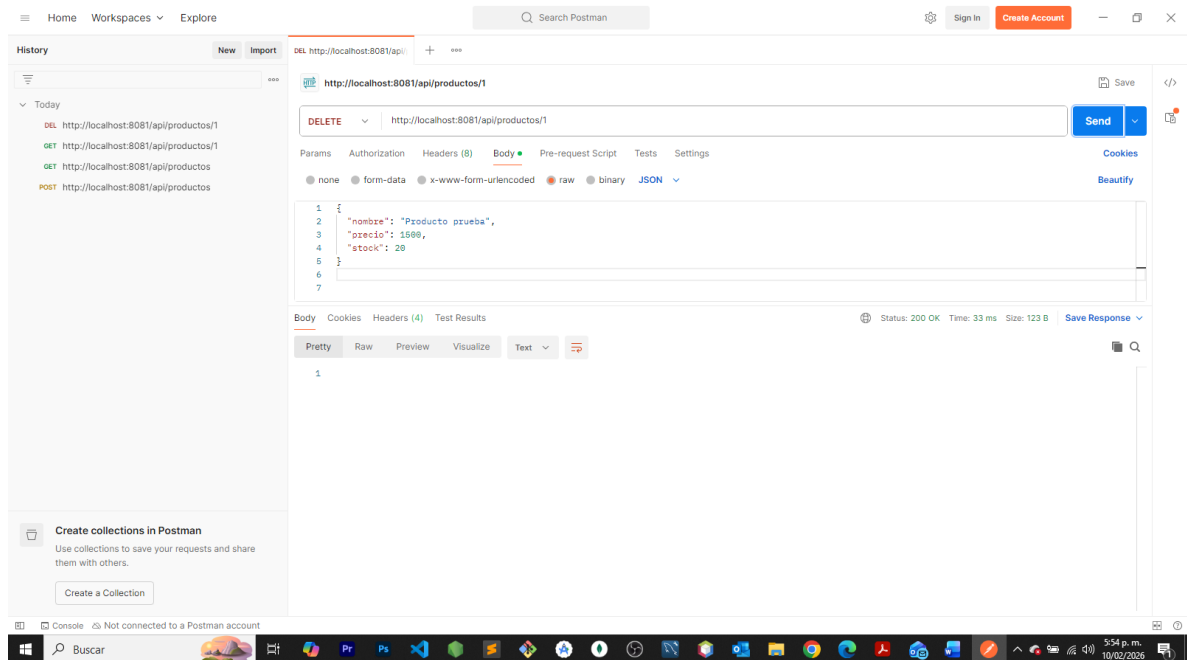 Home Workspaces Explore Search Postman Sign In Create Account
History New Import DEL http://localhost:8081/api/
http://localhost:8081/api/productos/1 Save
Today
DEL http://localhost:8081/api/productos/1
GET http://localhost:8081/api/productos/1
GET http://localhost:8081/api/productos
POST http://localhost:8081/api/productos
DELETE http://localhost:8081/api/productos/1 Send
Params Authorization Headers (8) Body Pre-request Script Tests Settings Cookies
none form-data x-www-form-urlencoded raw binary JSON Beautify
1 {
2 "nombre": "Producto prueba",
3 "precio": 1500,
4 "stock": 20
5 }
6
7
Body Cookies Headers (4) Test Results Status: 200 OK Time: 33 ms Size: 123 B Save Response
Pretty Raw Preview Visualize Text
1
Create collections in Postman
Use collections to save your requests and share
them with others.
Create a Collection
Console Not connected to a Postman account
Buscar Pr Ps 5:54 p. m.
10/02/2026